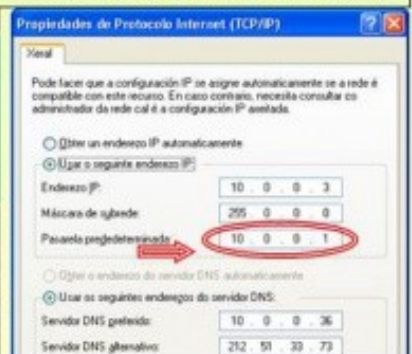 Propiedades de Protocolo Internet (TCP/IP)
Xeral
Pode facer que a configuración IP se asigne automaticamente se a rede é
compatible con este recurso. En caso contrario, necesita consultar co
administrador da rede cal é a configuración IP axeitada.
Obter un enderezo IP automaticamente
Usar o seguinte enderezo IP:
Enderezo IP: 10 . 0 . 0 . 3
Máscara de subrede: 255 . 0 . 0 . 0
Pasarela predeterminada: 10 . 0 . 0 . 1
Obter o enderezo do servidor DNS automaticamente
Usar os seguintes enderezos do servidor DNS:
Servidor DNS preferido: 10 . 0 . 0 . 36
Servidor DNS alternativo: 212 . 51 . 33 . 73